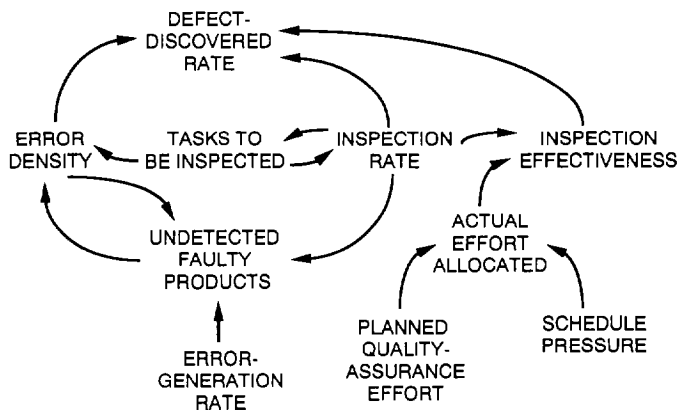 DEFECT-
DISCOVERED
RATE
ERROR
DENSITY
TASKS TO
BE INSPECTED
INSPECTION
RATE
INSPECTION
EFFECTIVENESS
UNDETECTED
FAULTY
PRODUCTS
ACTUAL
EFFORT
ALLOCATED
ERROR-
GENERATION
RATE
PLANNED
QUALITY-
ASSURANCE
EFFORT
SCHEDULE
PRESSURE